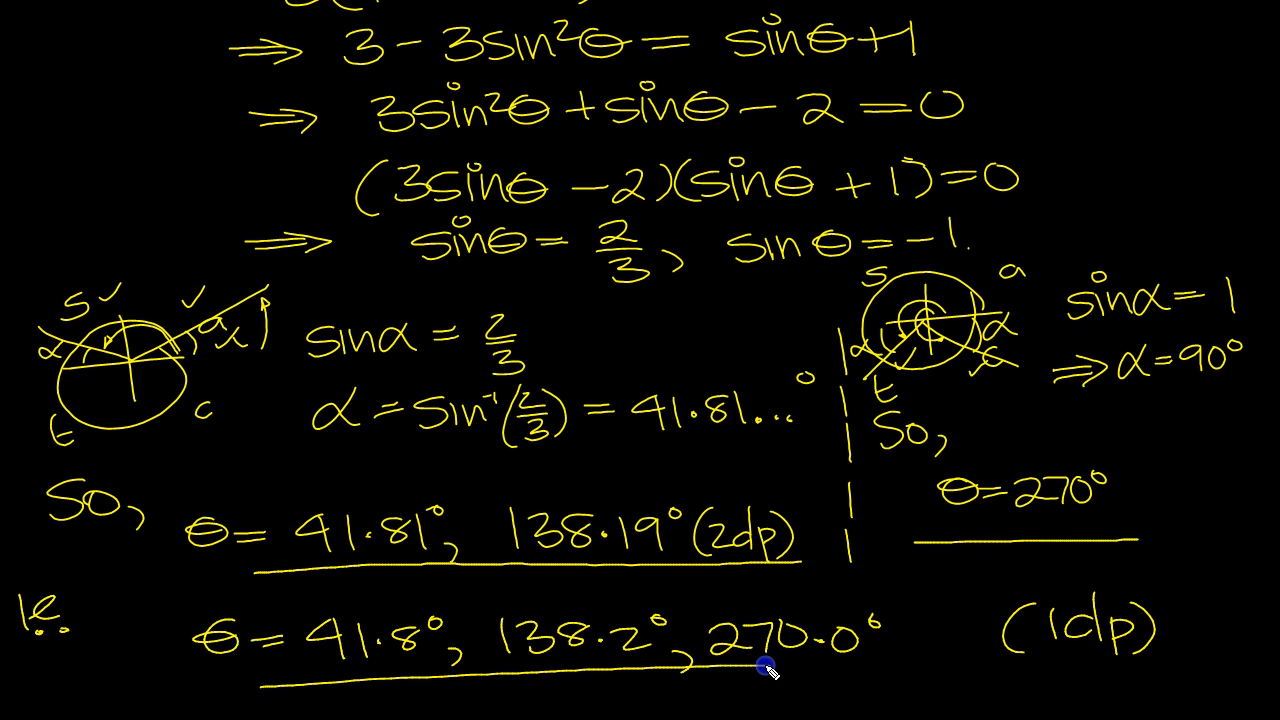 ⇒ 3 - 3sin²θ = sinθ + 1
⇒ 3sin²θ + sinθ - 2 = 0
(3sinθ - 2)(sinθ + 1) = 0
⇒ sinθ = 2/3, sinθ = -1.
S ✓ ✓ a
α α
t c
sinα = 2/3
α = sin⁻¹(2/3) = 41.81...°
So,
θ = 41.81°, 138.19° (2dp)
S a
α α
t ✓ c
sinα = 1
⇒ α = 90°
So,
θ = 270°
ie.
θ = 41.8°, 138.2°, 270.0° (1dp)